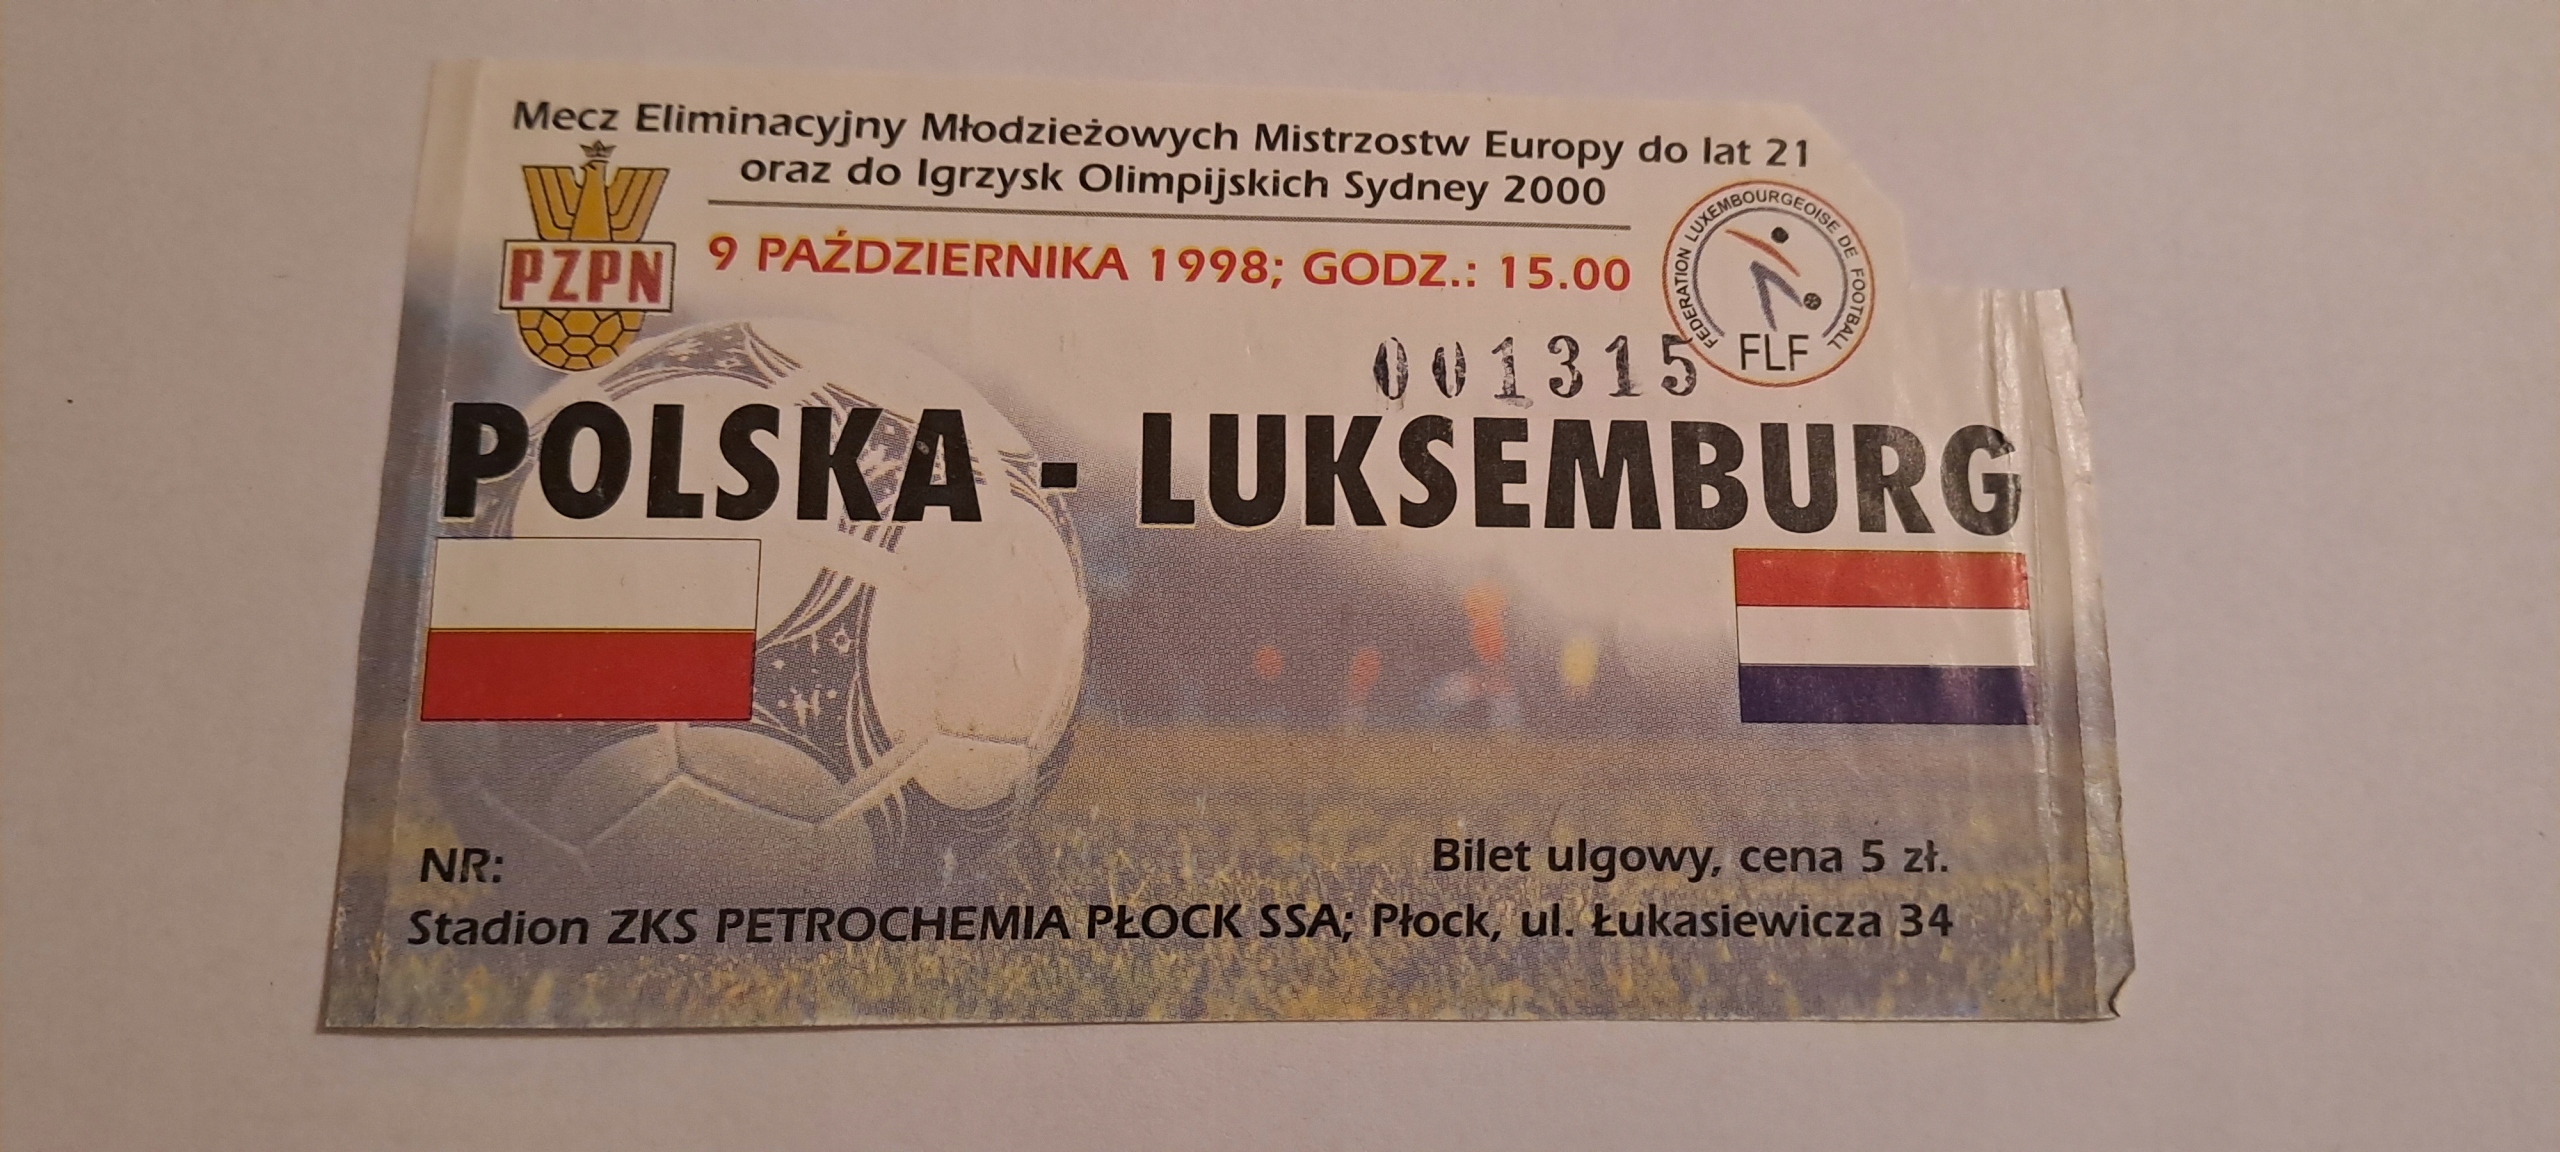 Mecz Eliminacyjny Młodzieżowych Mistrzostw Europy do lat 21
oraz do Igrzysk Olimpijskich Sydney 2000
PZPN
9 PAŹDZIERNIKA 1998; GODZ.: 15.00
FEDERATION LUXEMBOURGEOISE DE FOOTBALL
FLF
001315
POLSKA - LUKSEMBURG
NR:
Bilet ulgowy, cena 5 zł.
Stadion ZKS PETROCHEMIA PŁOCK SSA; Płock, ul. Łukasiewicza 34